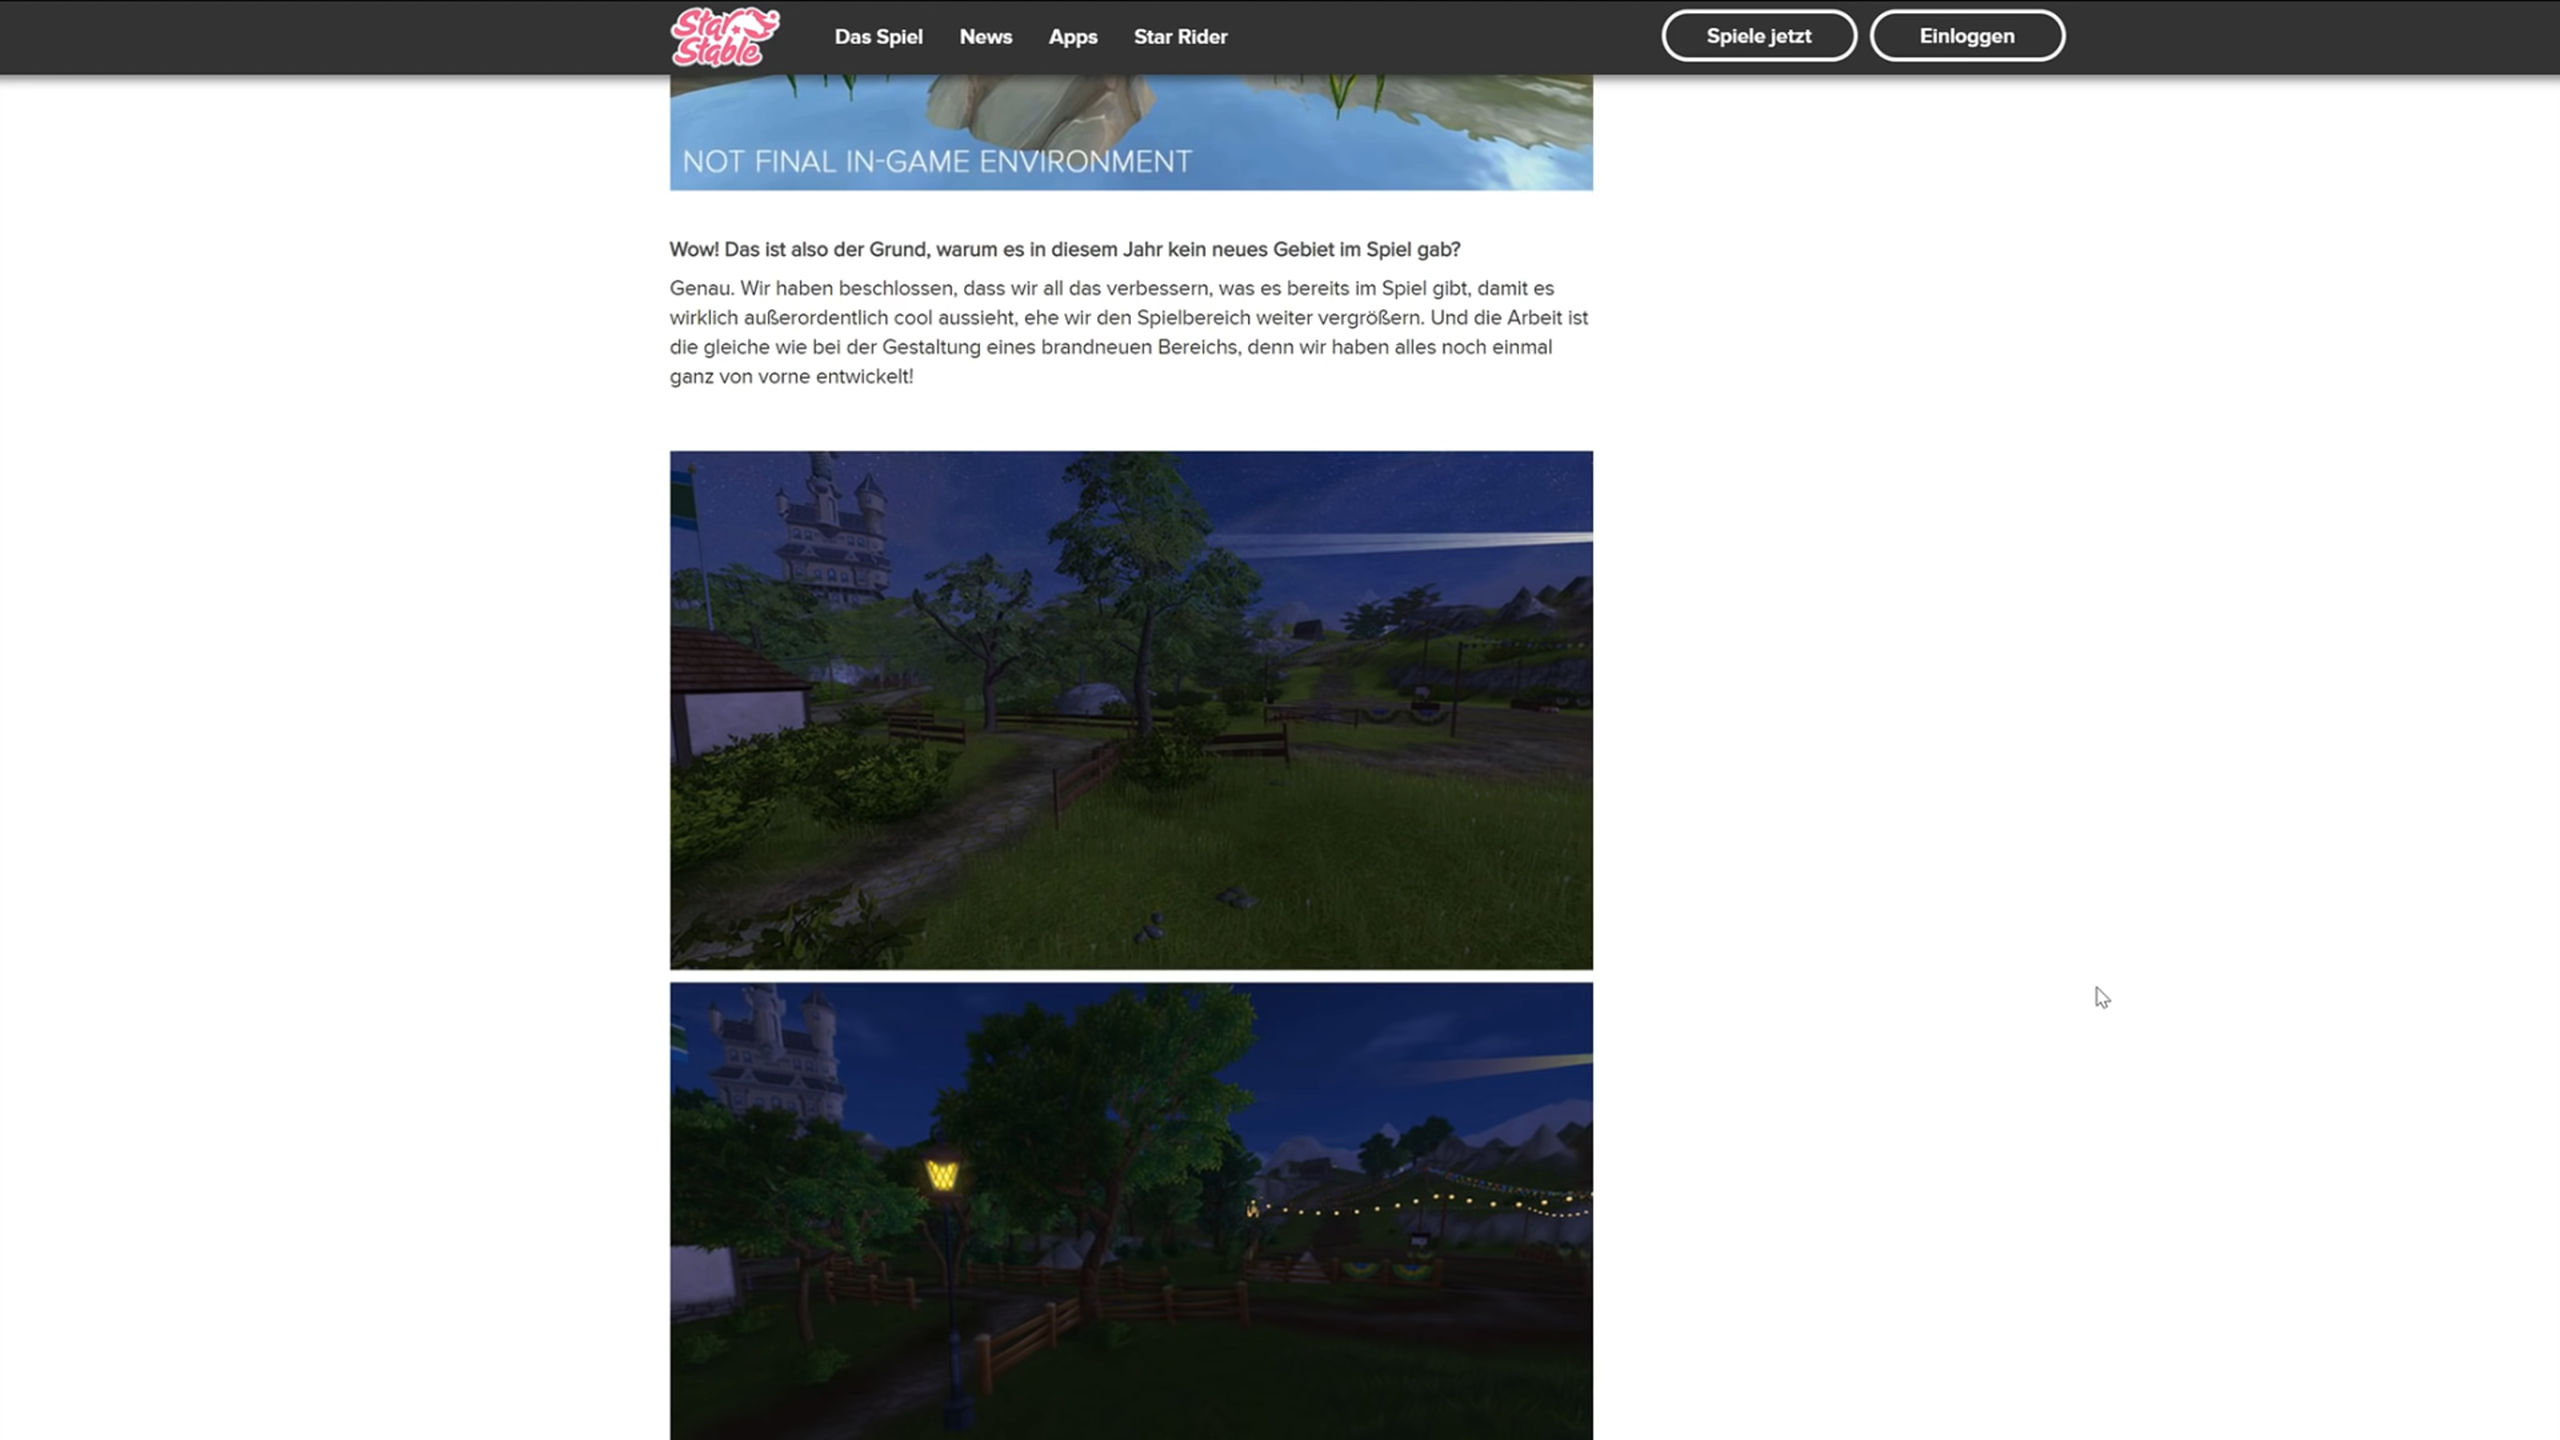 Star Stable
Das Spiel
News
Apps
Star Rider
Spiele jetzt
Einloggen
NOT FINAL IN-GAME ENVIRONMENT
Wow! Das ist also der Grund, warum es in diesem Jahr kein neues Gebiet im Spiel gab?
Genau. Wir haben beschlossen, dass wir all das verbessern, was es bereits im Spiel gibt, damit es
wirklich außerordentlich cool aussieht, ehe wir den Spielbereich weiter vergrößern. Und die Arbeit ist
die gleiche wie bei der Gestaltung eines brandneuen Bereichs, denn wir haben alles noch einmal
ganz von vorne entwickelt!